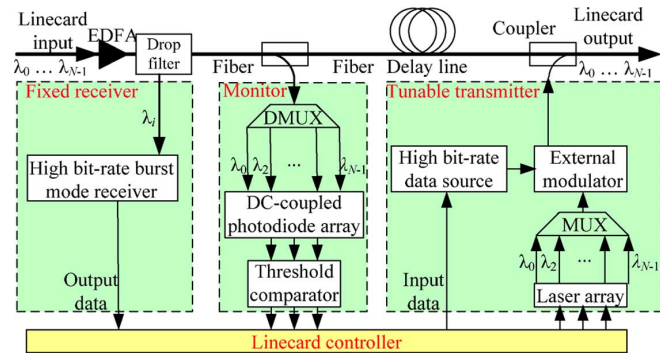 Linecard
input
λ0 ... λN-1
EDFA
Drop
filter
Fiber
Fiber
Delay line
Coupler
Linecard
output
λ0 ... λN-1
Fixed receiver
λi
High bit-rate burst
mode receiver
Output
data
Monitor
DMUX
λ0 λ2 ... λN-1
DC-coupled
photodiode array
Threshold
comparator
Tunable transmitter
High bit-rate
data source
External
modulator
MUX
λ0 λ2 ... λN-1
Input
data
Laser array
Linecard controller